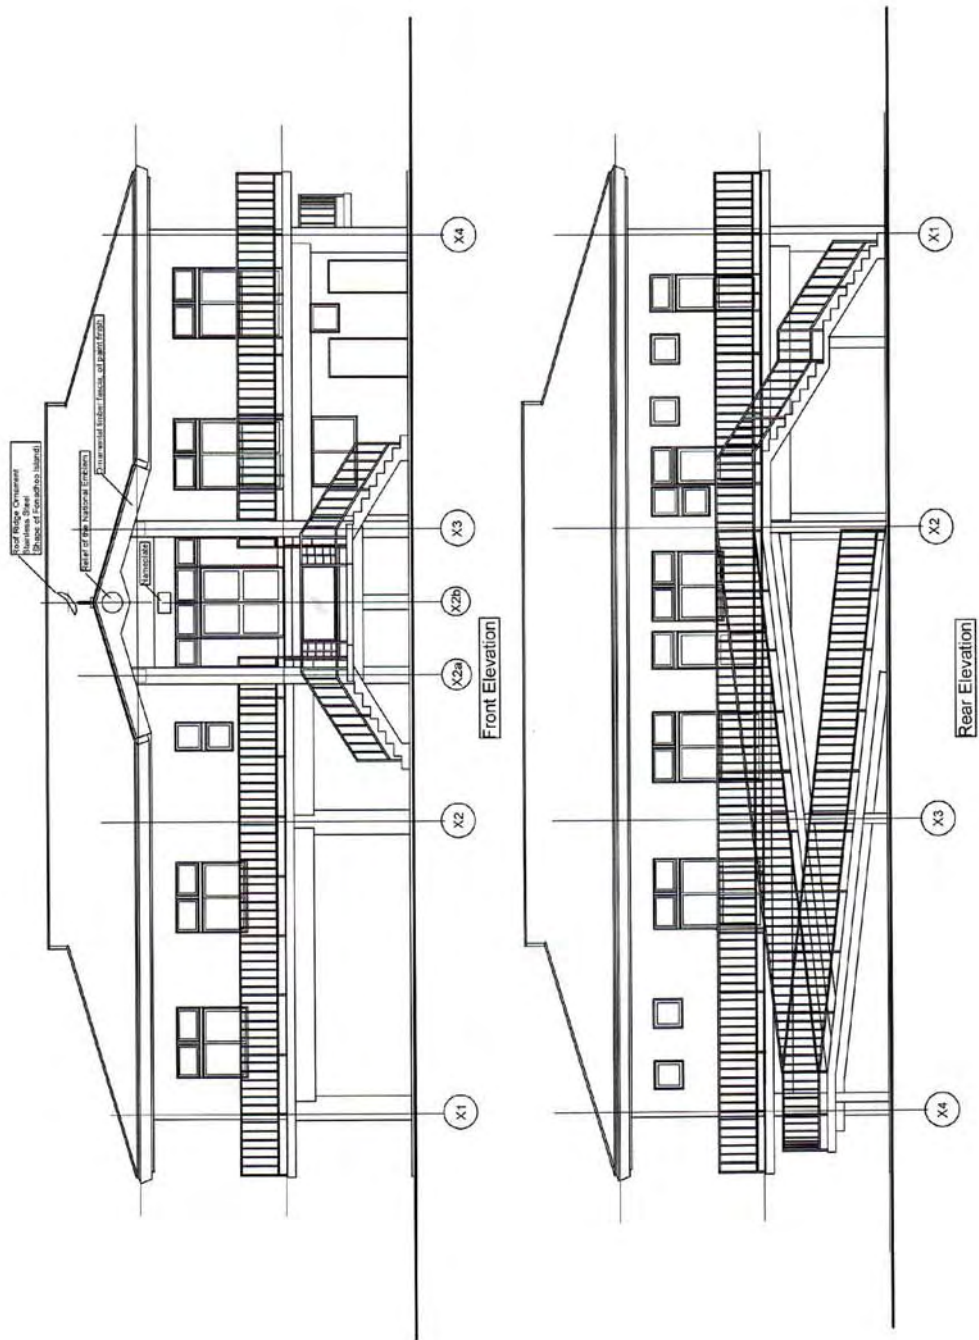 Roof Ridge Ornament
Stainless Steel
(Shape of Fonadhoo Island)
Relief of the National Emblem
Ornamental timber fascia, oil paint finish
Nameplate
X1
X2
X2a
X2b
X3
X4
Front Elevation
X4
X3
X2
X1
Rear Elevation